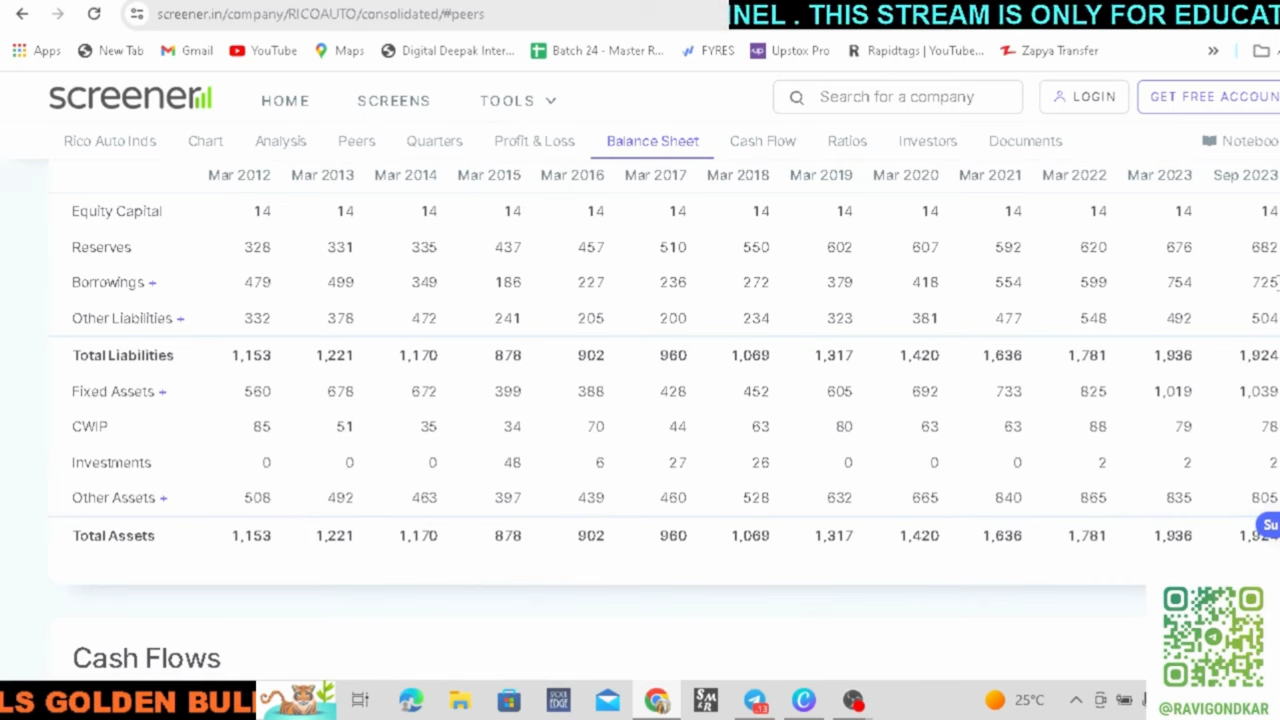 screener.in/company/RICOAUTO/consolidated/#peers
NEL . THIS STREAM IS ONLY FOR EDUCAT
Apps New Tab Gmail YouTube Maps Digital Deepak Inter... Batch 24 - Master R... FYRES Upstox Pro Rapidtags | YouTube... Zapya Transfer »
screener HOME SCREENS TOOLS Search for a company LOGIN GET FREE ACCOUN
Rico Auto Inds Chart Analysis Peers Quarters Profit & Loss Balance Sheet Cash Flow Ratios Investors Documents Noteboo
Mar 2012 Mar 2013 Mar 2014 Mar 2015 Mar 2016 Mar 2017 Mar 2018 Mar 2019 Mar 2020 Mar 2021 Mar 2022 Mar 2023 Sep 2023
Equity Capital 14 14 14 14 14 14 14 14 14 14 14 14 14
Reserves 328 331 335 437 457 510 550 602 607 592 620 676 682
Borrowings + 479 499 349 186 227 236 272 379 418 554 599 754 725
Other Liabilities + 332 378 472 241 205 200 234 323 381 477 548 492 504
Total Liabilities 1,153 1,221 1,170 878 902 960 1,069 1,317 1,420 1,636 1,781 1,936 1,924
Fixed Assets + 560 678 672 399 388 428 452 605 692 733 825 1,019 1,039
CWIP 85 51 35 34 70 44 63 80 63 63 88 79 78
Investments 0 0 0 48 6 27 26 0 0 0 2 2 2
Other Assets + 508 492 463 397 439 460 528 632 665 840 865 835 805
Su
Total Assets 1,153 1,221 1,170 878 902 960 1,069 1,317 1,420 1,636 1,781 1,936
Cash Flows
LS GOLDEN BUL
25°C
@RAVIGONDKAR